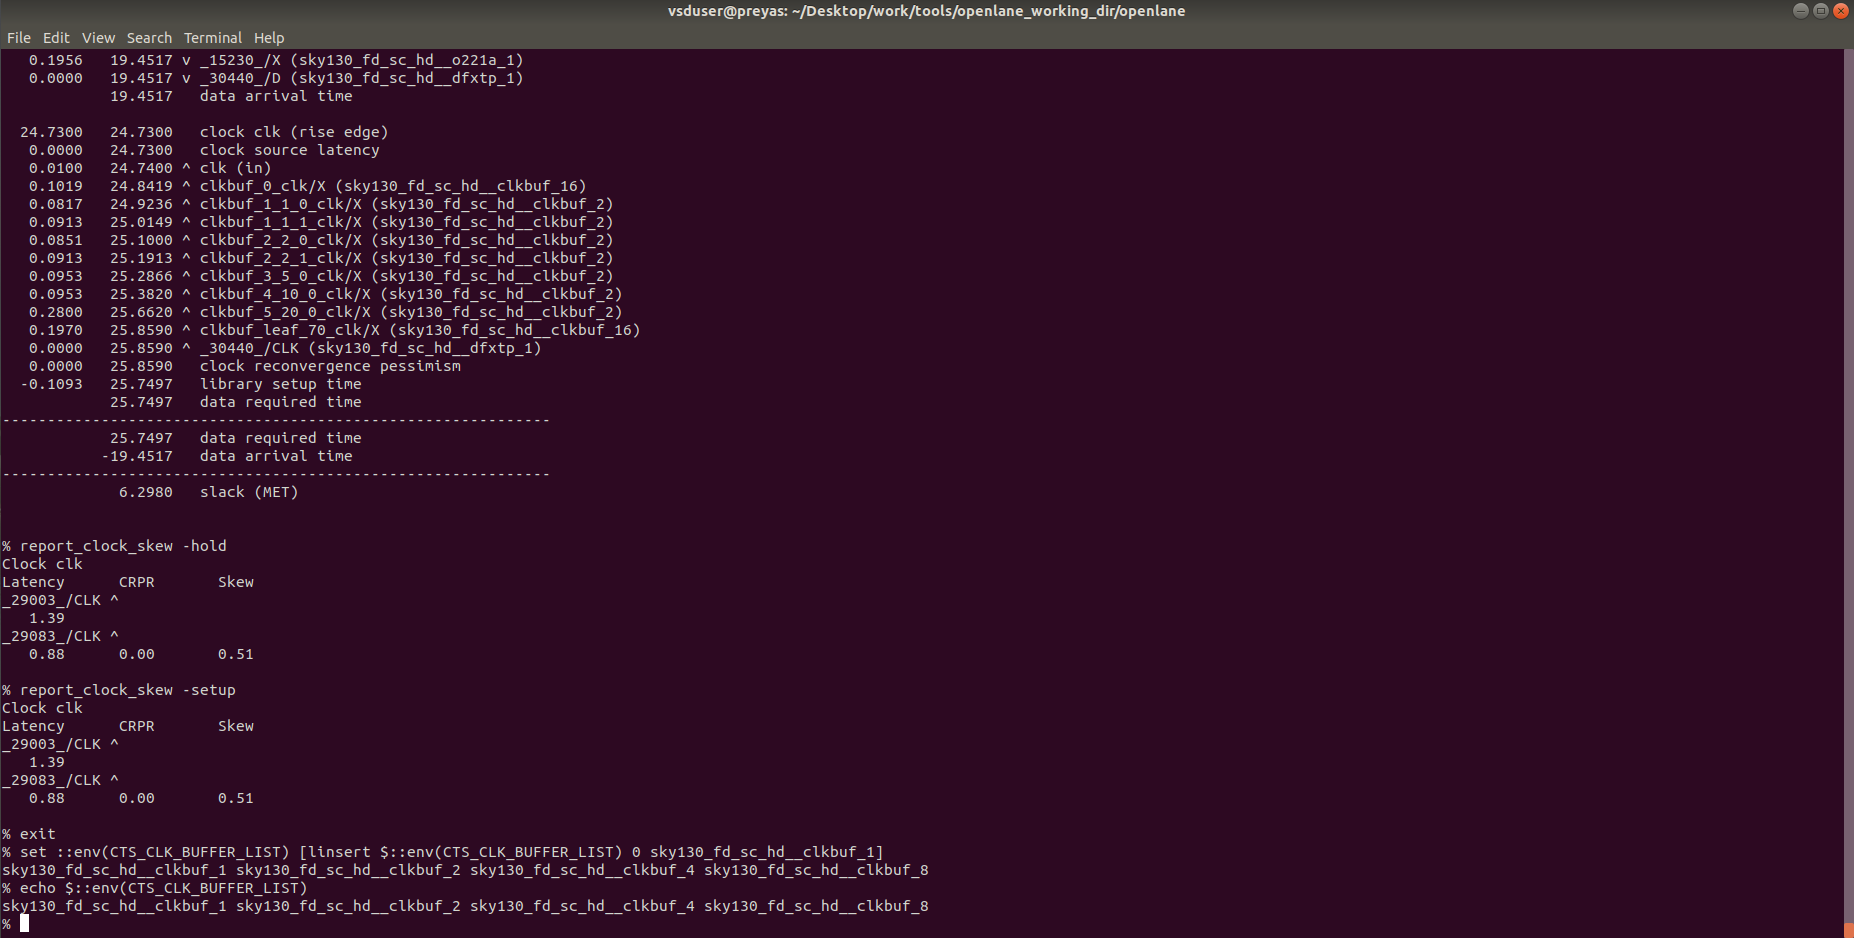 vsduser@preyas: ~/Desktop/work/tools/openlane_working_dir/openlane
File Edit View Search Terminal Help
0.1956 19.4517 v _15230_/X (sky130_fd_sc_hd__o221a_1)
0.0000 19.4517 v _30440_/D (sky130_fd_sc_hd__dfxtp_1)
19.4517 data arrival time
24.7300 24.7300 clock clk (rise edge)
0.0000 24.7300 clock source latency
0.0100 24.7400 ^ clk (in)
0.1019 24.8419 ^ clkbuf_0_clk/X (sky130_fd_sc_hd__clkbuf_16)
0.0817 24.9236 ^ clkbuf_1_1_0_clk/X (sky130_fd_sc_hd__clkbuf_2)
0.0913 25.0149 ^ clkbuf_1_1_1_clk/X (sky130_fd_sc_hd__clkbuf_2)
0.0851 25.1000 ^ clkbuf_2_2_0_clk/X (sky130_fd_sc_hd__clkbuf_2)
0.0913 25.1913 ^ clkbuf_2_2_1_clk/X (sky130_fd_sc_hd__clkbuf_2)
0.0953 25.2866 ^ clkbuf_3_5_0_clk/X (sky130_fd_sc_hd__clkbuf_2)
0.0953 25.3820 ^ clkbuf_4_10_0_clk/X (sky130_fd_sc_hd__clkbuf_2)
0.2800 25.6620 ^ clkbuf_5_20_0_clk/X (sky130_fd_sc_hd__clkbuf_2)
0.1970 25.8590 ^ clkbuf_leaf_70_clk/X (sky130_fd_sc_hd__clkbuf_16)
0.0000 25.8590 ^ _30440_/CLK (sky130_fd_sc_hd__dfxtp_1)
0.0000 25.8590 clock reconvergence pessimism
-0.1093 25.7497 library setup time
25.7497 data required time
-------------------------------------------------------------
25.7497 data required time
-19.4517 data arrival time
-------------------------------------------------------------
6.2980 slack (MET)
% report_clock_skew -hold
Clock clk
Latency CRPR Skew
_29003_/CLK ^
1.39
_29083_/CLK ^
0.88 0.00 0.51
% report_clock_skew -setup
Clock clk
Latency CRPR Skew
_29003_/CLK ^
1.39
_29083_/CLK ^
0.88 0.00 0.51
% exit
% set ::env(CTS_CLK_BUFFER_LIST) [linsert $::env(CTS_CLK_BUFFER_LIST) 0 sky130_fd_sc_hd__clkbuf_1]
sky130_fd_sc_hd__clkbuf_1 sky130_fd_sc_hd__clkbuf_2 sky130_fd_sc_hd__clkbuf_4 sky130_fd_sc_hd__clkbuf_8
% echo $::env(CTS_CLK_BUFFER_LIST)
sky130_fd_sc_hd__clkbuf_1 sky130_fd_sc_hd__clkbuf_2 sky130_fd_sc_hd__clkbuf_4 sky130_fd_sc_hd__clkbuf_8
%